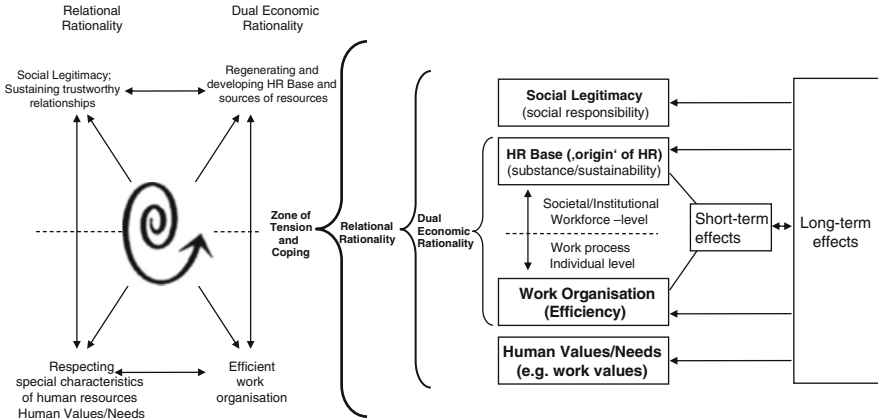 Relational
Rationality
Dual Economic
Rationality
Social Legitimacy;
Sustaining trustworthy
relationships
Regenerating and
developing HR Base and
sources of resources
Respecting
special characteristics
of human resources
Human Values/Needs
Efficient
work
organisation
Zone of
Tension
and
Coping
Relational
Rationality
Dual
Economic
Rationality
Social Legitimacy
(social responsibility)
HR Base (‚origin‘ of HR)
(substance/sustainability)
Societal/Institutional
Workforce –level
Work process
Individual level
Work Organisation
(Efficiency)
Human Values/Needs
(e.g. work values)
Short-term
effects
Long-term
effects